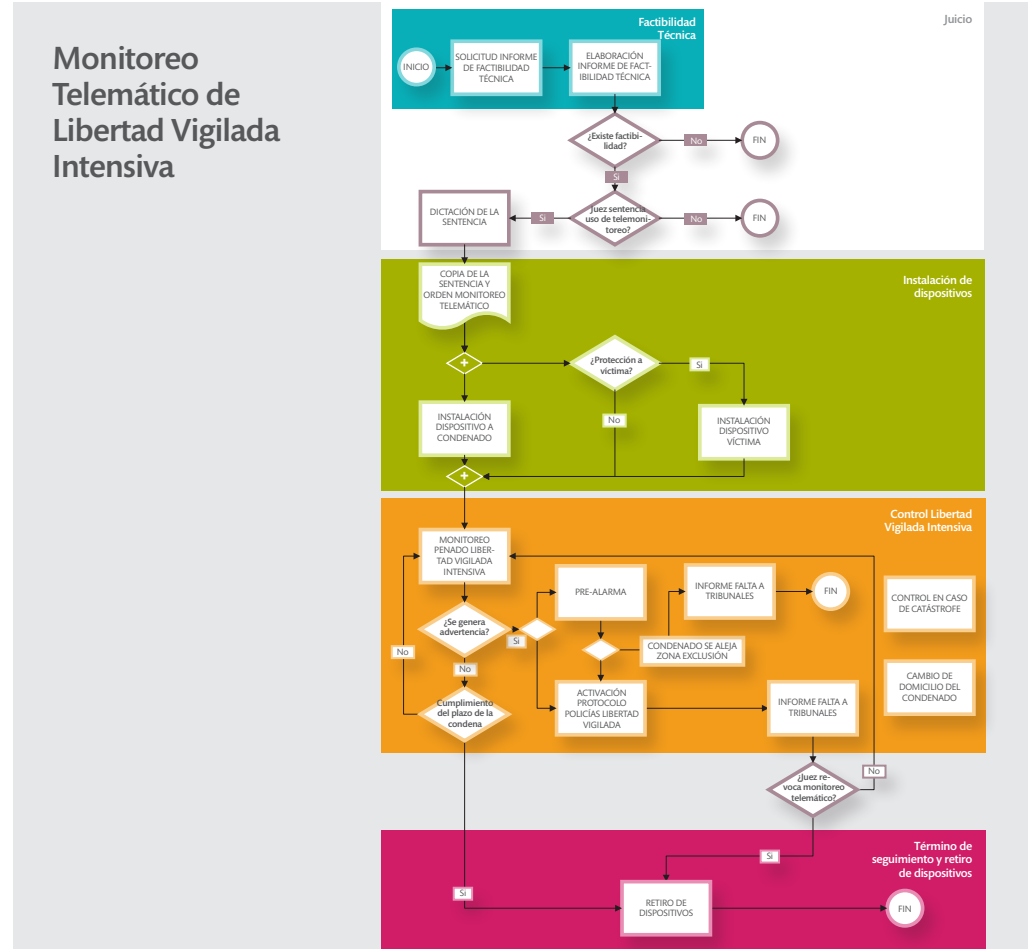 Monitoreo
Telemático de
Libertad Vigilada
Intensiva
Factibilidad
Técnica
Juicio
INICIO
SOLICITUD INFORME
DE FACTIBILIDAD
TÉCNICA
ELABORACIÓN
INFORME DE FACT-
IBILIDAD TÉCNICA
¿Existe factibi-
lidad?
No
FIN
Si
Juez sentencia
uso de telemoni-
toreo?
No
FIN
Si
DICTACIÓN DE LA
SENTENCIA
Instalación de
dispositivos
COPIA DE LA
SENTENCIA Y
ORDEN MONITOREO
TELEMÁTICO
+
¿Protección a
víctima?
Si
No
INSTALACIÓN
DISPOSITIVO A
CONDENADO
INSTALACIÓN
DISPOSITIVO
VÍCTIMA
+
Control Libertad
Vigilada Intensiva
MONITOREO
PENADO LIBER-
TAD VIGILADA
INTENSIVA
PRE-ALARMA
INFORME FALTA A
TRIBUNALES
FIN
CONTROL EN CASO
DE CATÁSTROFE
¿Se genera
advertencia?
Si
No
No
CONDENADO SE ALEJA
ZONA EXCLUSIÓN
Cumplimiento
del plazo de la
condena
ACTIVACIÓN
PROTOCOLO
POLICÍAS LIBERTAD
VIGILADA
INFORME FALTA A
TRIBUNALES
CAMBIO DE
DOMICILIO DEL
CONDENADO
¿Juez re-
voca monitoreo
telemático?
No
Término de
seguimiento y retiro
de dispositivos
Si
Si
RETIRO DE
DISPOSITIVOS
FIN